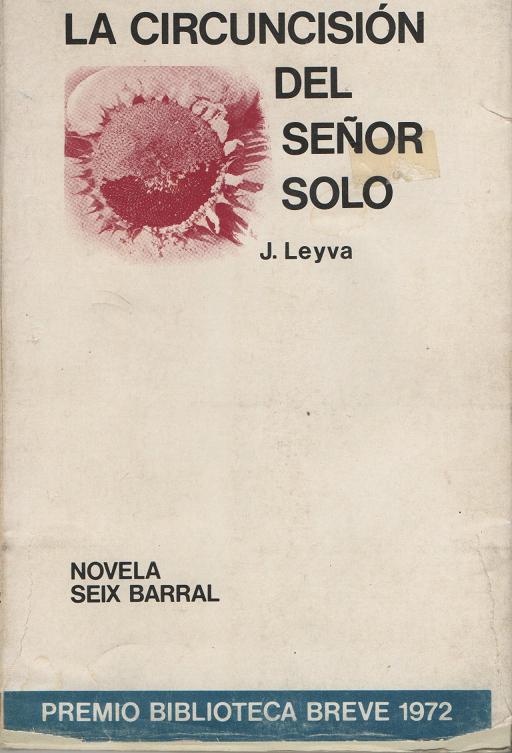 LA CIRCUNCISIÓN
DEL
SEÑOR
SOLO
J. Leyva
NOVELA
SEIX BARRAL
PREMIO BIBLIOTECA BREVE 1972